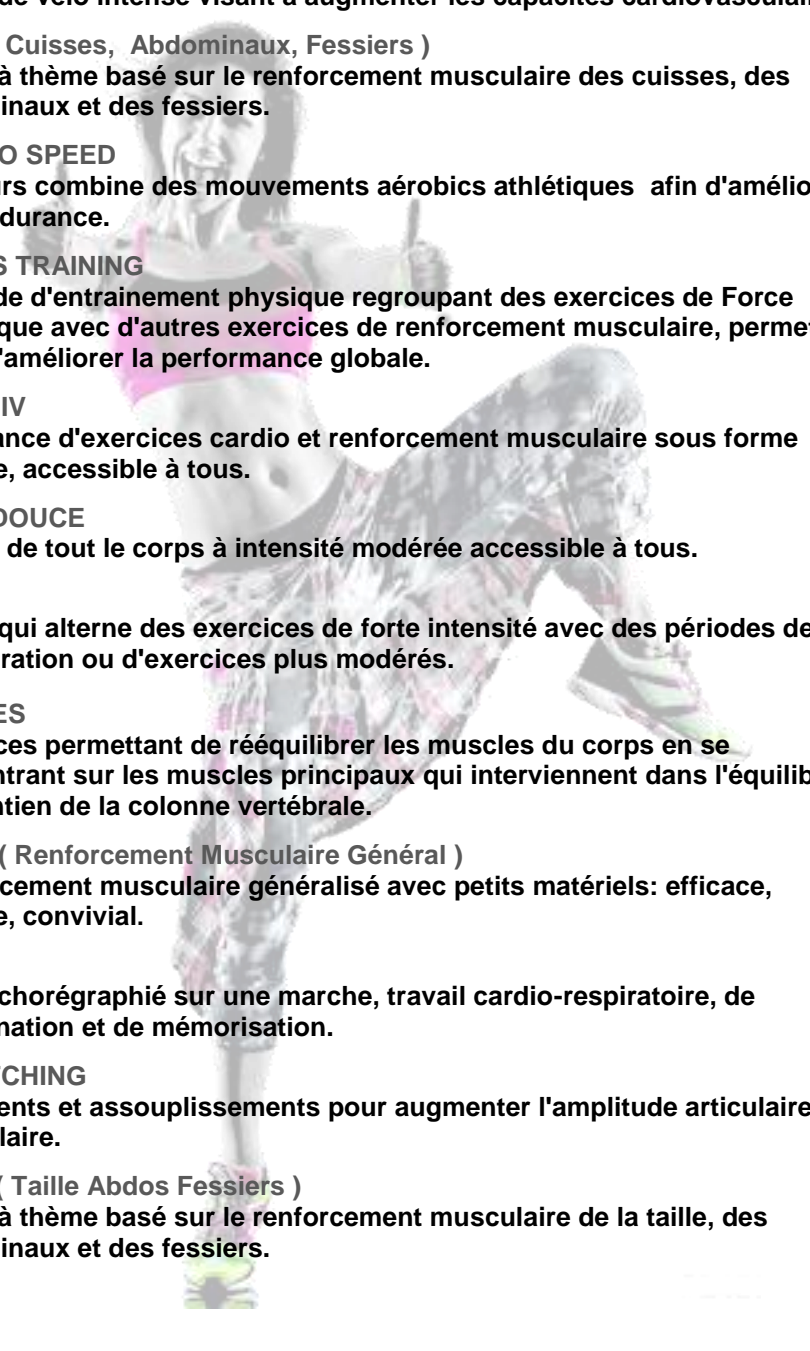 de vélo intense visant à augmenter les capacités cardiovasculai
Cuisses, Abdominaux, Fessiers )
à thème basé sur le renforcement musculaire des cuisses, des
inaux et des fessiers.
O SPEED
urs combine des mouvements aérobics athlétiques afin d'amélio
durance.
S TRAINING
de d'entrainement physique regroupant des exercices de Force
que avec d'autres exercices de renforcement musculaire, perme
'améliorer la performance globale.
IV
ance d'exercices cardio et renforcement musculaire sous forme
e, accessible à tous.
DOUCE
de tout le corps à intensité modérée accessible à tous.
qui alterne des exercices de forte intensité avec des périodes de
ration ou d'exercices plus modérés.
ES
ces permettant de rééquilibrer les muscles du corps en se
ntrant sur les muscles principaux qui interviennent dans l'équilib
ntien de la colonne vertébrale.
( Renforcement Musculaire Général )
rcement musculaire généralisé avec petits matériels: efficace,
e, convivial.
chorégraphié sur une marche, travail cardio-respiratoire, de
nation et de mémorisation.
TCHING
ents et assouplissements pour augmenter l'amplitude articulaire
laire.
( Taille Abdos Fessiers )
à thème basé sur le renforcement musculaire de la taille, des
inaux et des fessiers.